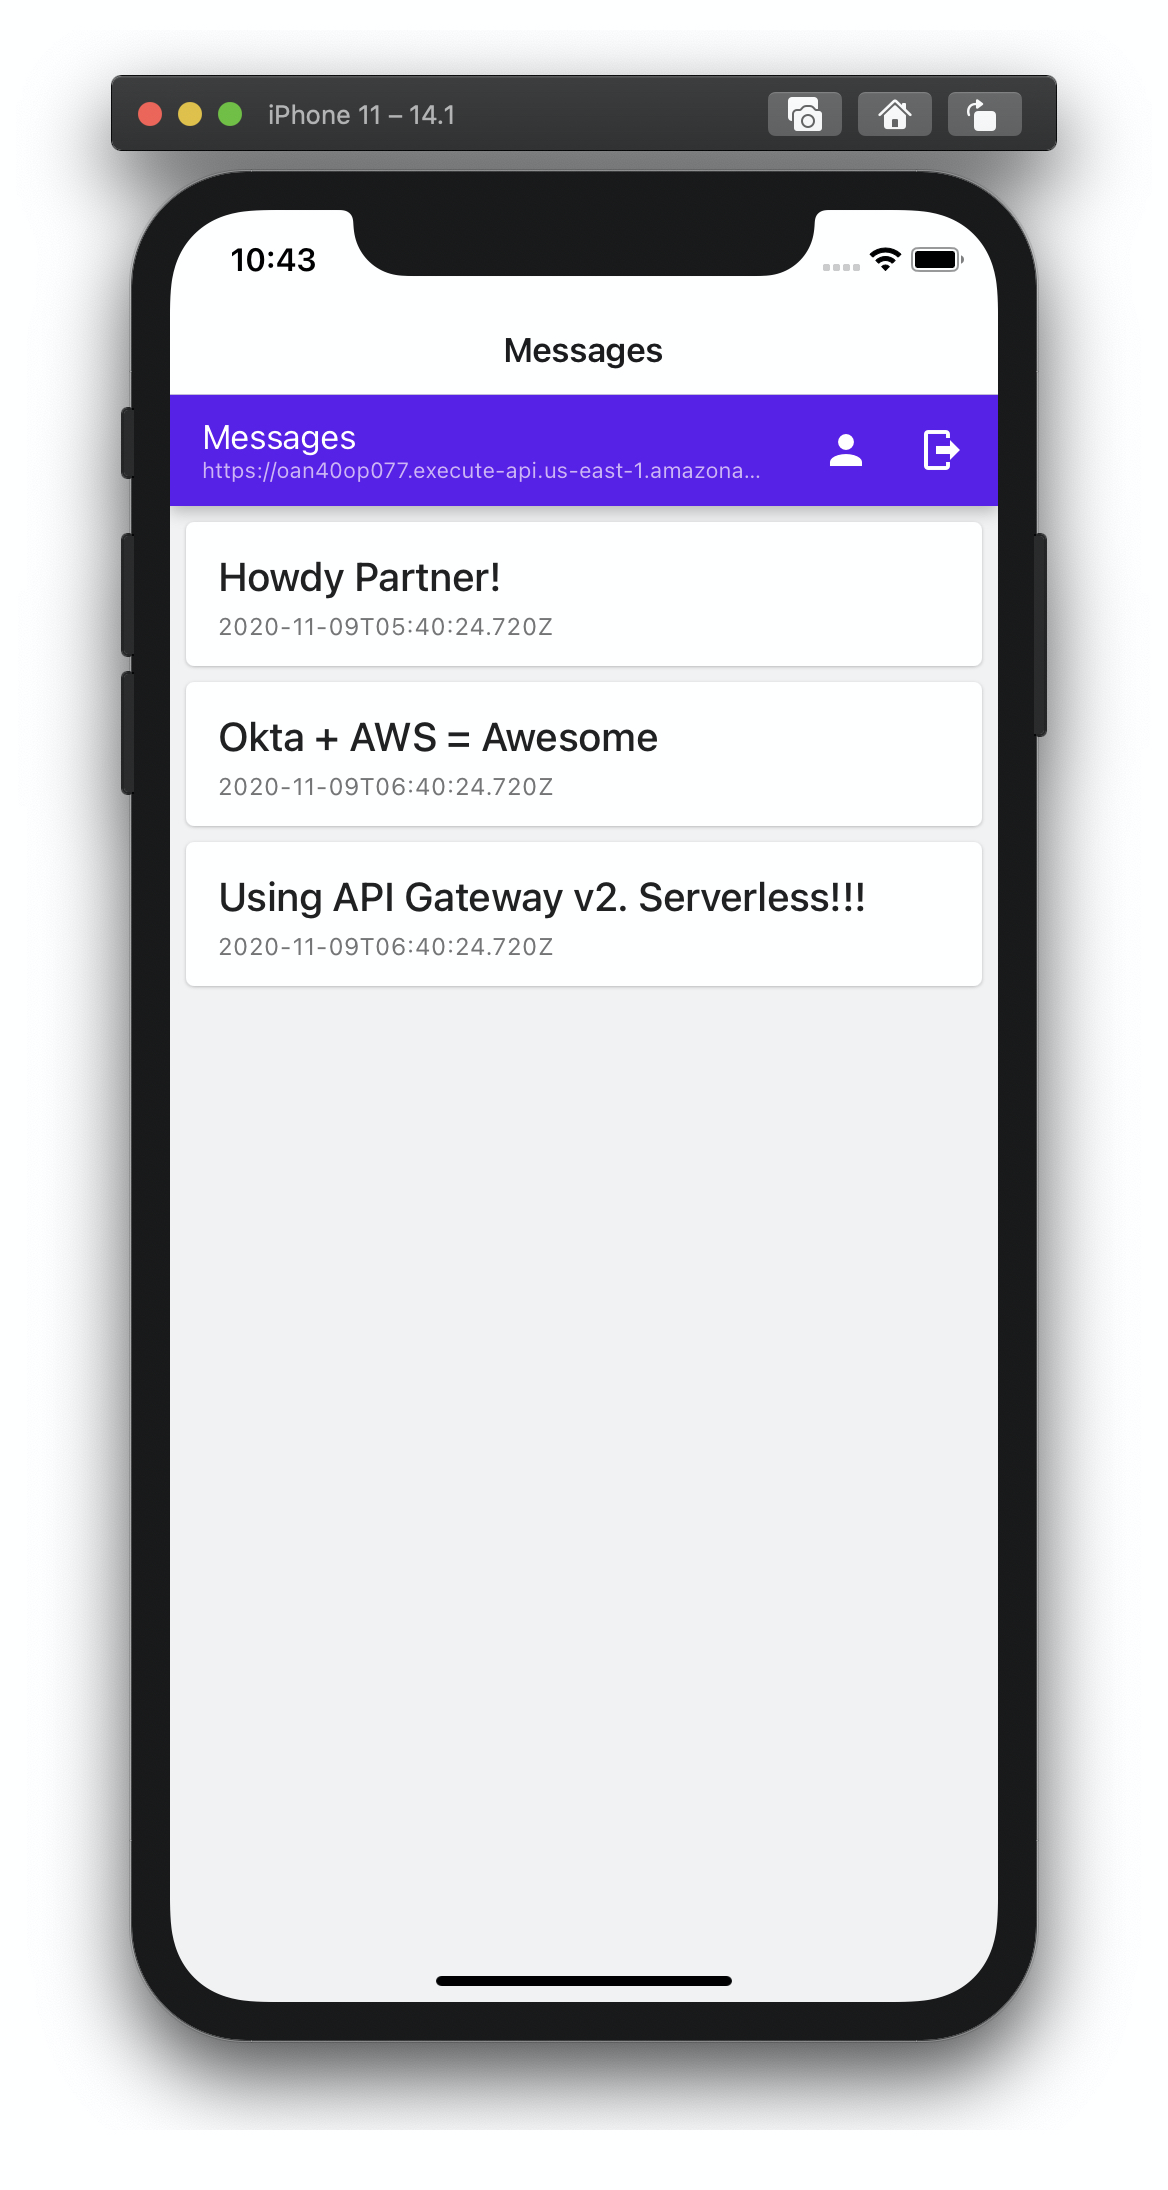 iPhone 11 – 14.1
10:43
Messages
Messages
https://oan40op077.execute-api.us-east-1.amazona...
Howdy Partner!
2020-11-09T05:40:24.720Z
Okta + AWS = Awesome
2020-11-09T06:40:24.720Z
Using API Gateway v2. Serverless!!!
2020-11-09T06:40:24.720Z